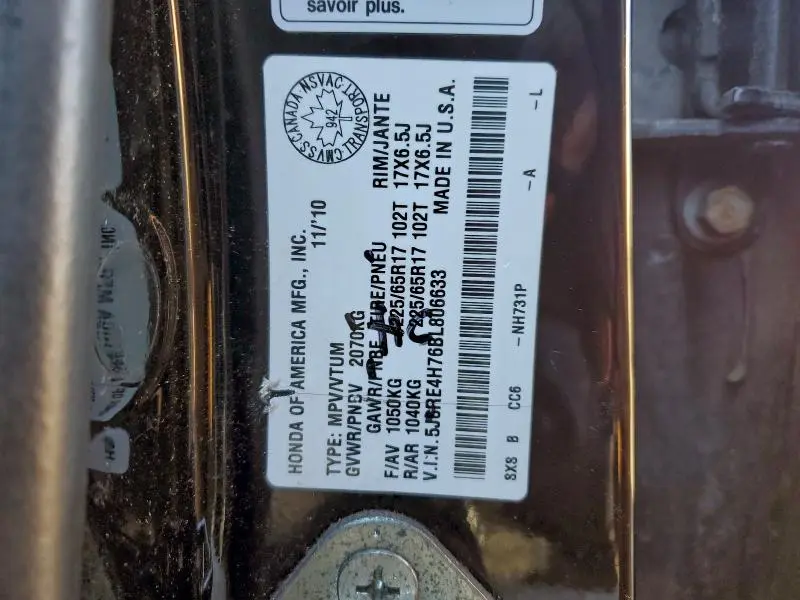 savoir plus.
CANADA NSVAC TRANSPORT CMVSS
942
HONDA OF AMERICA MFG., INC.
11/'10
TYPE: MPV/VTUM
GVWR/PNBV 2070KG
GAWR/PNBE TIRE/PNEU RIM/JANTE
F/AV 1050KG 225/65R17 102T 17X6.5J
R/AR 1040KG 225/65R17 102T 17X6.5J
V.I.N. 5J6RE4H76BL806633 MADE IN U.S.A.
8X8 B CC6 -NH731P -A -L